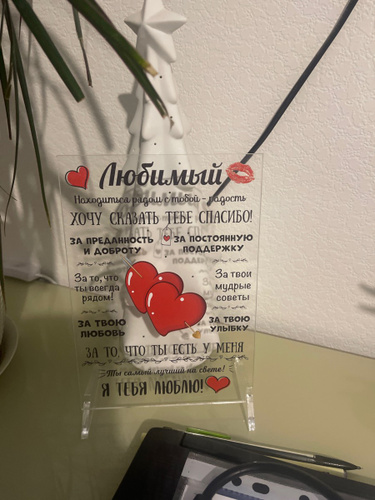 Любимый
Находиться рядом с тобой - радость
ХОЧУ СКАЗАТЬ ТЕБЕ СПАСИБО!
ЗА ПРЕДАННОСТЬ И ДОБРОТУ
ЗА ПОСТОЯННУЮ ПОДДЕРЖКУ
За то, что
ты всегда
рядом!
За твои
мудрые
советы
ЗА ТВОЮ
ЛЮБОВЬ
ЗА ТВОЮ
УЛЫБКУ
ЗА ТО, ЧТО ТЫ ЕСТЬ У МЕНЯ
Ты самый лучший на свете!
Я ТЕБЯ ЛЮБЛЮ!